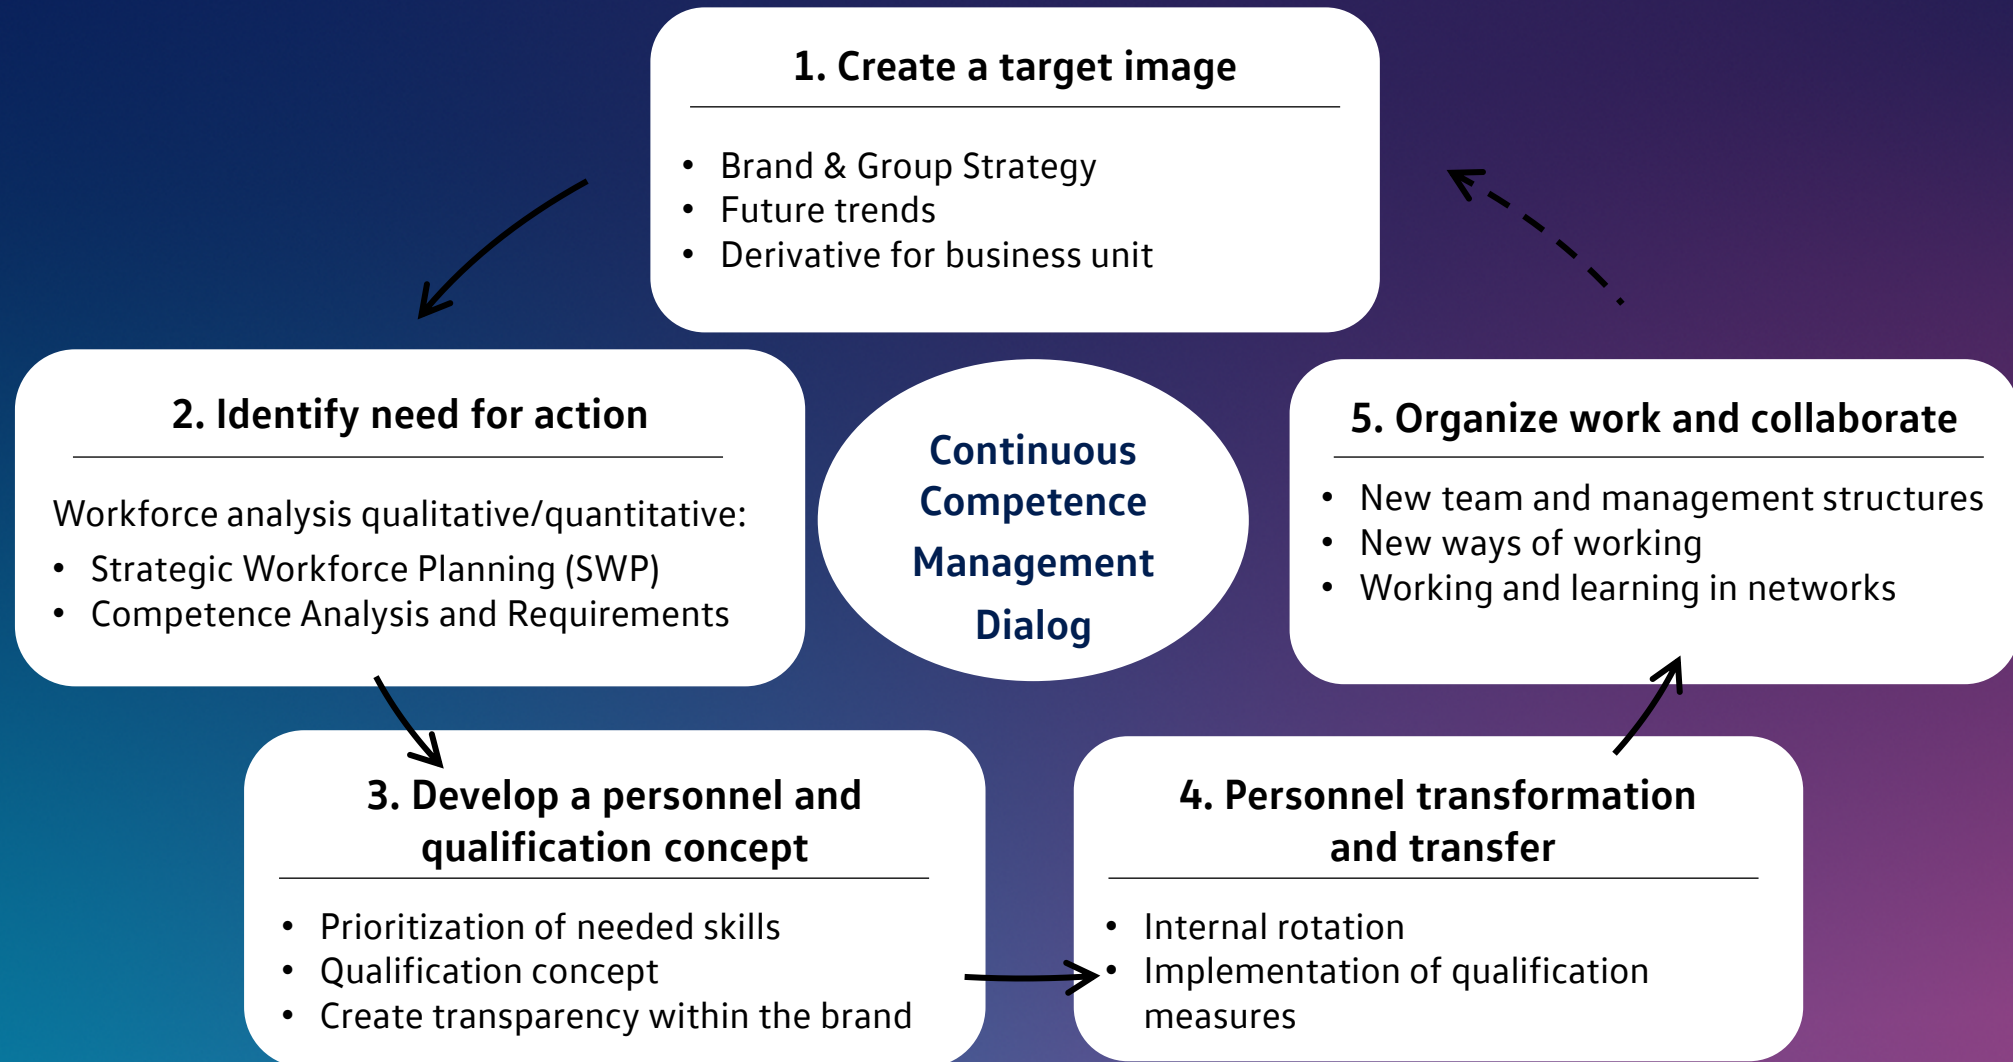 1. Create a target image
• Brand & Group Strategy
• Future trends
• Derivative for business unit
2. Identify need for action
Workforce analysis qualitative/quantitative:
• Strategic Workforce Planning (SWP)
• Competence Analysis and Requirements
Continuous
Competence
Management
Dialog
5. Organize work and collaborate
• New team and management structures
• New ways of working
• Working and learning in networks
3. Develop a personnel and
qualification concept
• Prioritization of needed skills
• Qualification concept
• Create transparency within the brand
4. Personnel transformation
and transfer
• Internal rotation
• Implementation of qualification
measures